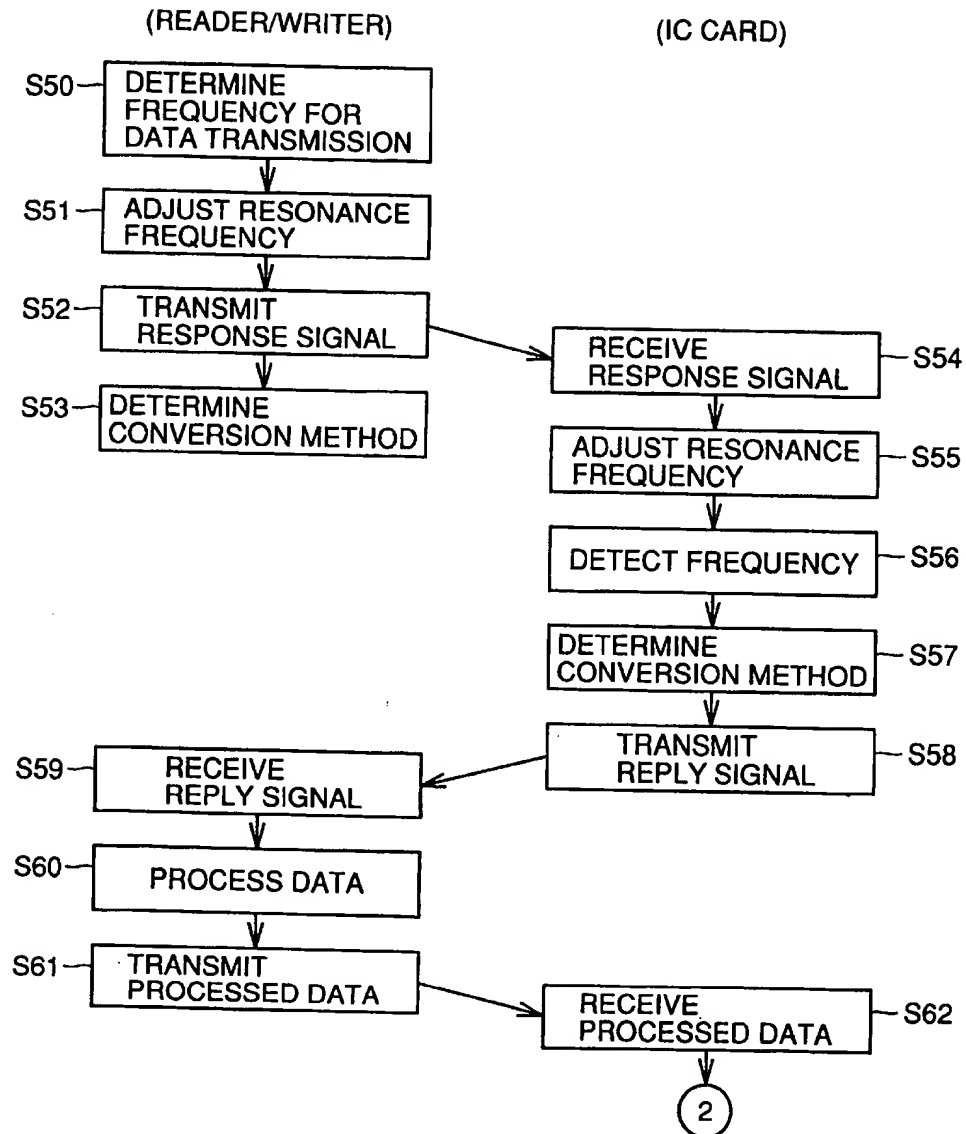 (READER/WRITER)
(IC CARD)
S50
DETERMINE
FREQUENCY FOR
DATA TRANSMISSION
S51
ADJUST RESONANCE
FREQUENCY
S52
TRANSMIT
RESPONSE SIGNAL
S54
RECEIVE
RESPONSE SIGNAL
S53
DETERMINE
CONVERSION METHOD
S55
ADJUST RESONANCE
FREQUENCY
S56
DETECT FREQUENCY
S57
DETERMINE
CONVERSION METHOD
S58
TRANSMIT
REPLY SIGNAL
S59
RECEIVE
REPLY SIGNAL
S60
PROCESS DATA
S61
TRANSMIT
PROCESSED DATA
S62
RECEIVE
PROCESSED DATA
2